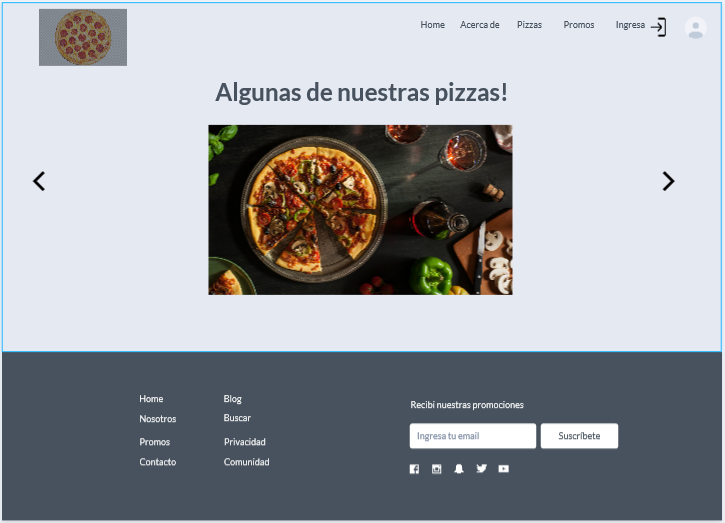 Home Acerca de Pizzas Promos Ingresa
Algunas de nuestras pizzas!
Home
Nosotros
Promos
Contacto
Blog
Buscar
Privacidad
Comunidad
Recibí nuestras promociones
Ingresa tu email
Suscríbete